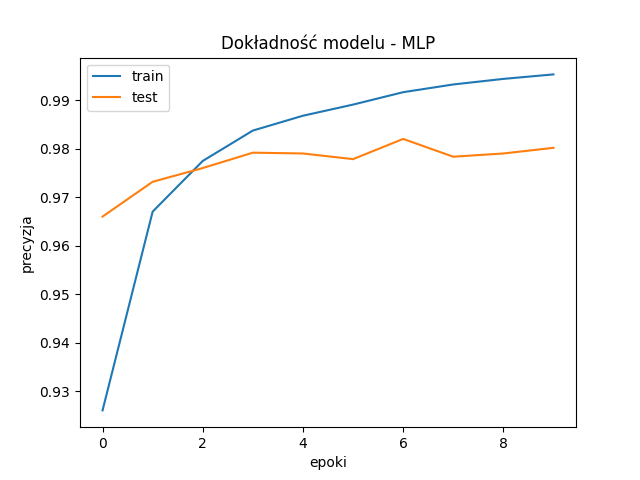 Dokładność modelu - MLP
train
test
0.99
0.98
0.97
0.96
0.95
0.94
0.93
precyzja
0 2 4 6 8
epoki